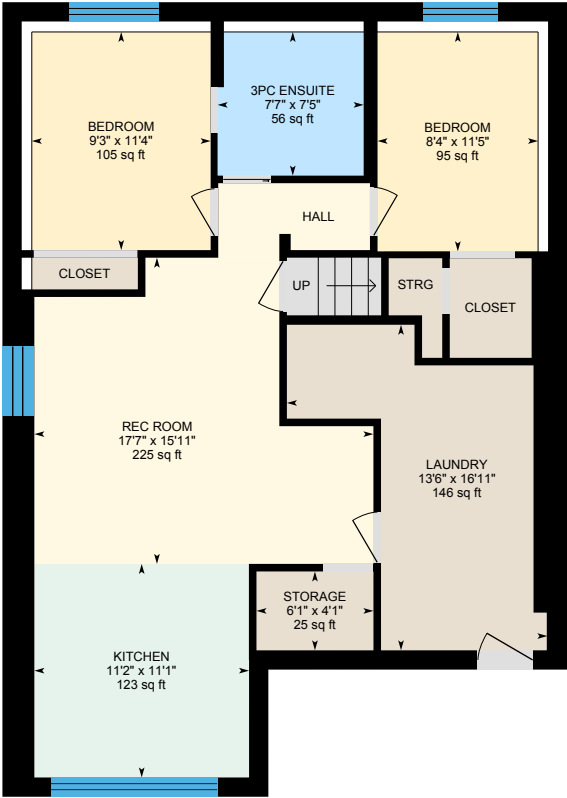 BEDROOM
9'3" x 11'4"
105 sq ft
3PC ENSUITE
7'7" x 7'5"
56 sq ft
BEDROOM
8'4" x 11'5"
95 sq ft
HALL
CLOSET
UP
STRG
CLOSET
REC ROOM
17'7" x 15'11"
225 sq ft
LAUNDRY
13'6" x 16'11"
146 sq ft
STORAGE
6'1" x 4'1"
25 sq ft
KITCHEN
11'2" x 11'1"
123 sq ft